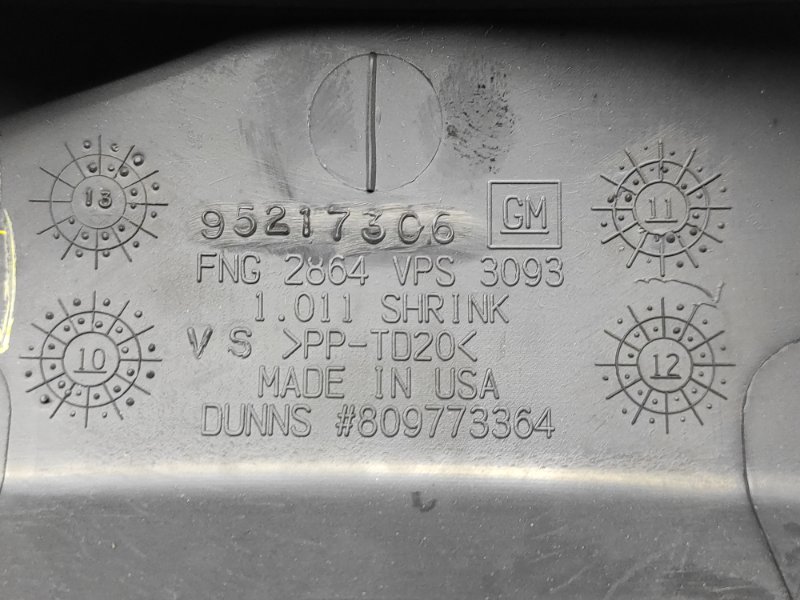 13
11
95217306 GM
FNG 2864 VPS 3093
1.011 SHRINK
VS >PP-TD20<
10
12
MADE IN USA
DUNNS #809773364